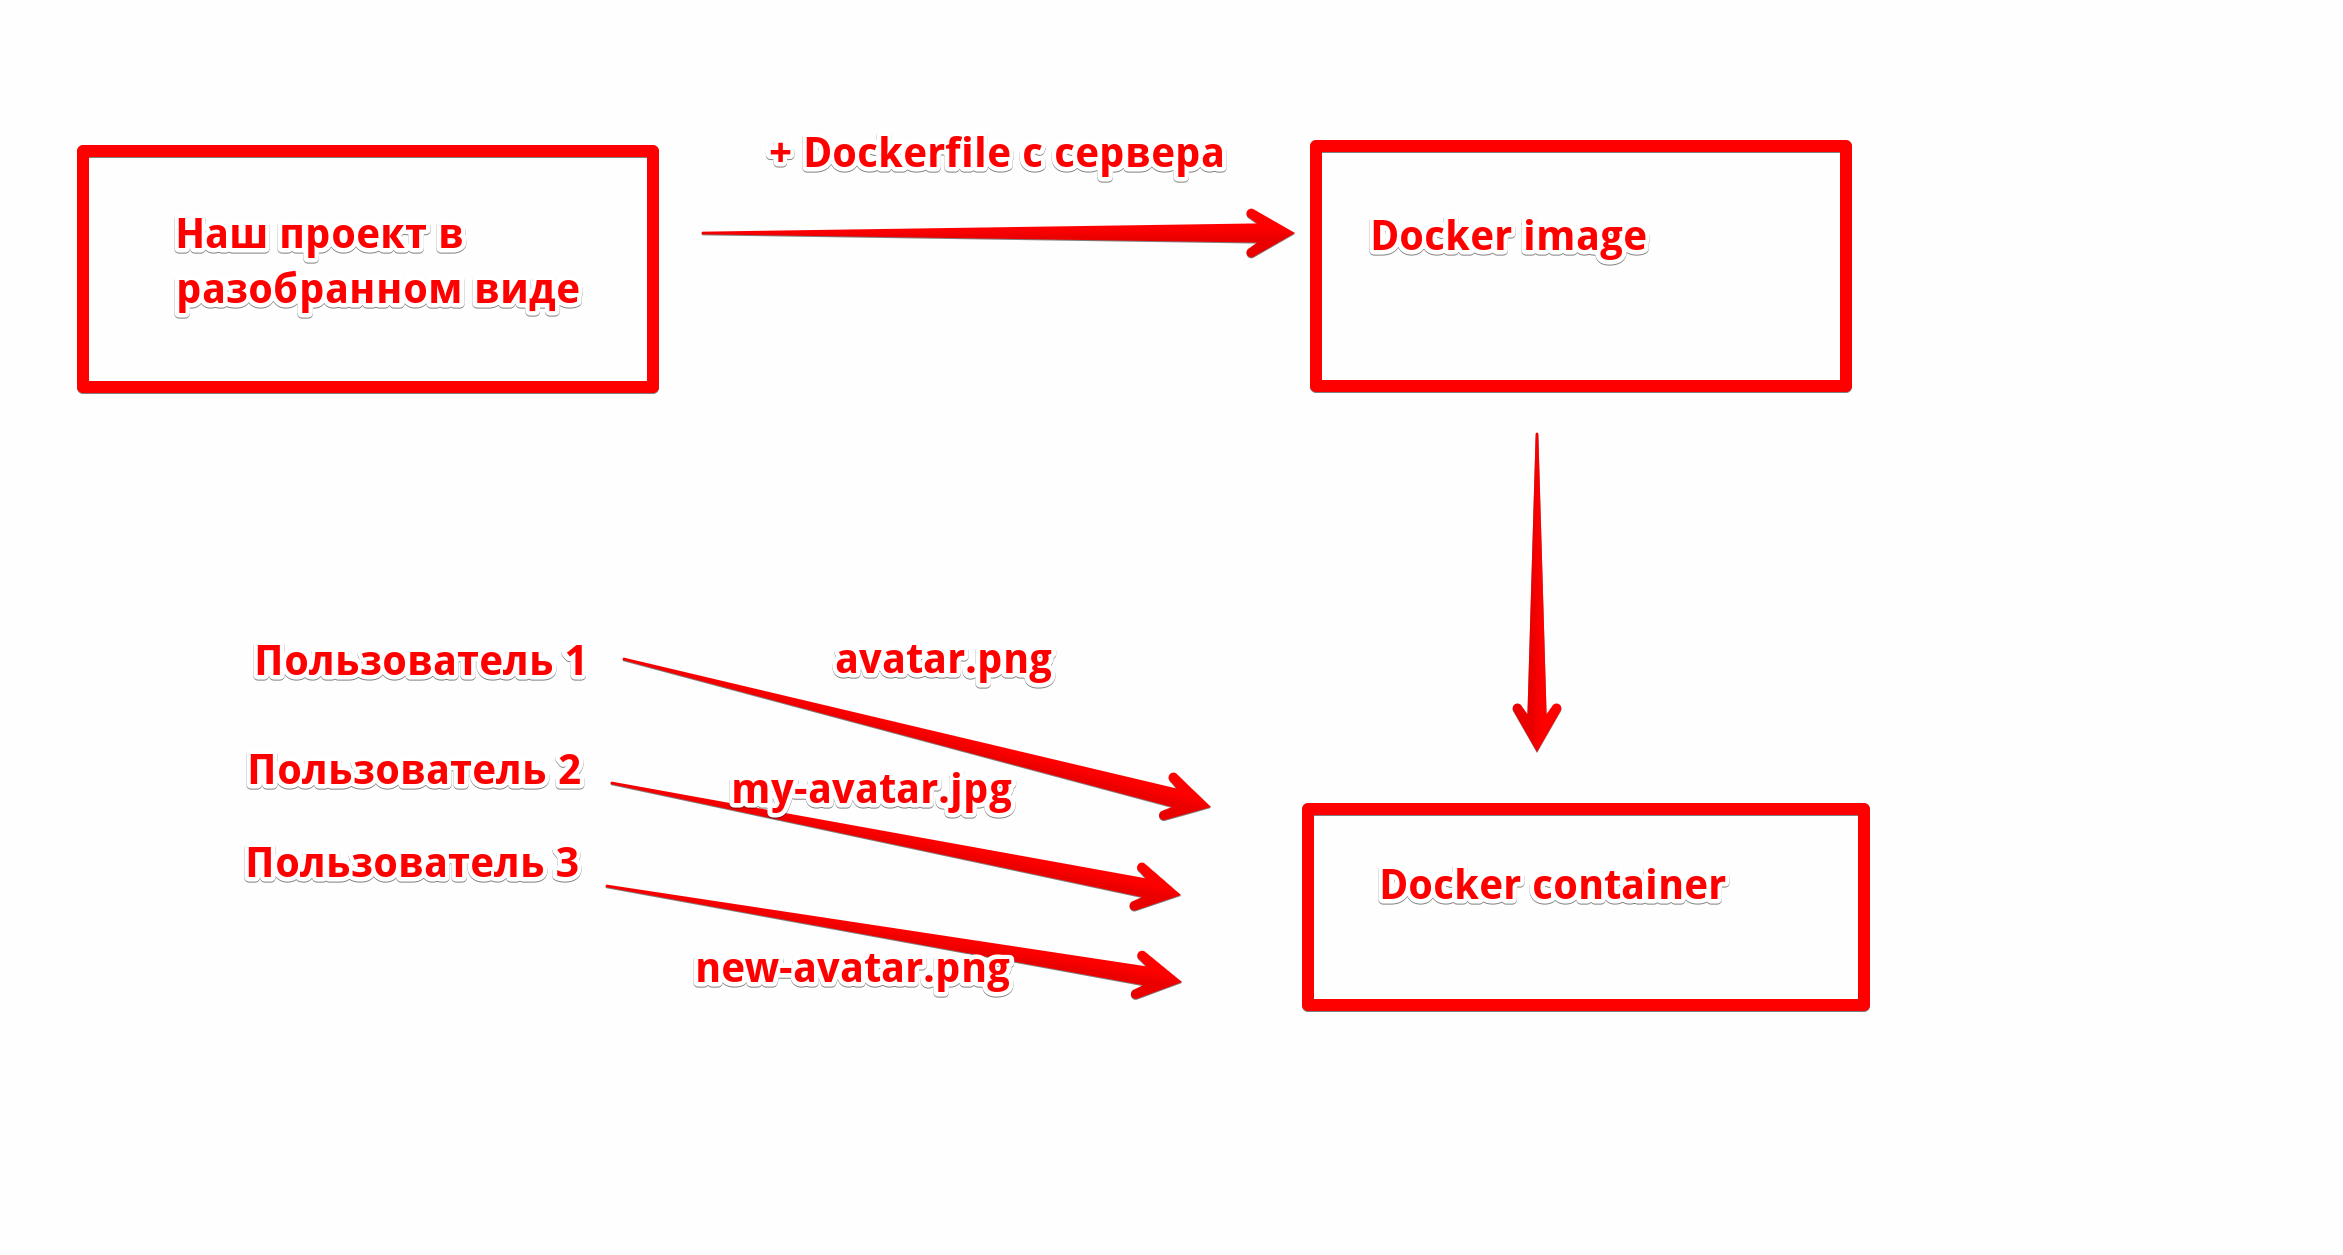 + Dockerfile с сервера
Наш проект в
разобранном виде
Docker image
Пользователь 1
avatar.png
Пользователь 2
my-avatar.jpg
Пользователь 3
new-avatar.png
Docker container